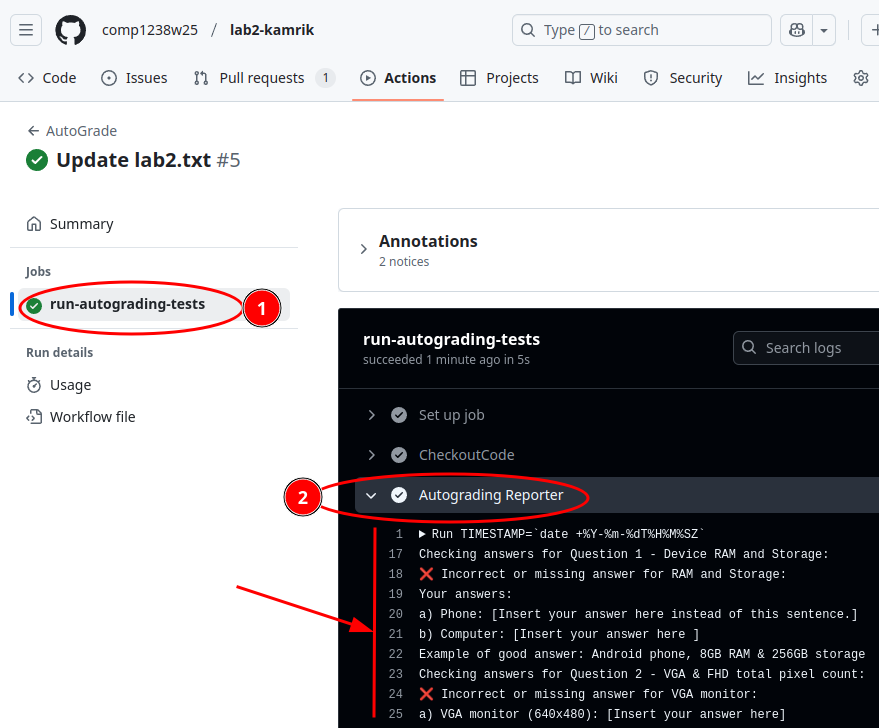 comp1238w25 / lab2-kamrik
Type / to search
Code Issues Pull requests 1 Actions Projects Wiki Security Insights
← AutoGrade
Update lab2.txt #5
Summary
Jobs
run-autograding-tests
1
Run details
Usage
Workflow file
Annotations
2 notices
run-autograding-tests
succeeded 1 minute ago in 5s
Search logs
Set up job
CheckoutCode
2
Autograding Reporter
1 ▶ Run TIMESTAMP=`date +%Y-%m-%dT%H%M%SZ`
17 Checking answers for Question 1 - Device RAM and Storage:
18 ❌ Incorrect or missing answer for RAM and Storage:
19 Your answers:
20 a) Phone: [Insert your answer here instead of this sentence.]
21 b) Computer: [Insert your answer here ]
22 Example of good answer: Android phone, 8GB RAM & 256GB storage
23 Checking answers for Question 2 - VGA & FHD total pixel count:
24 ❌ Incorrect or missing answer for VGA monitor:
25 a) VGA monitor (640x480): [Insert your answer here]